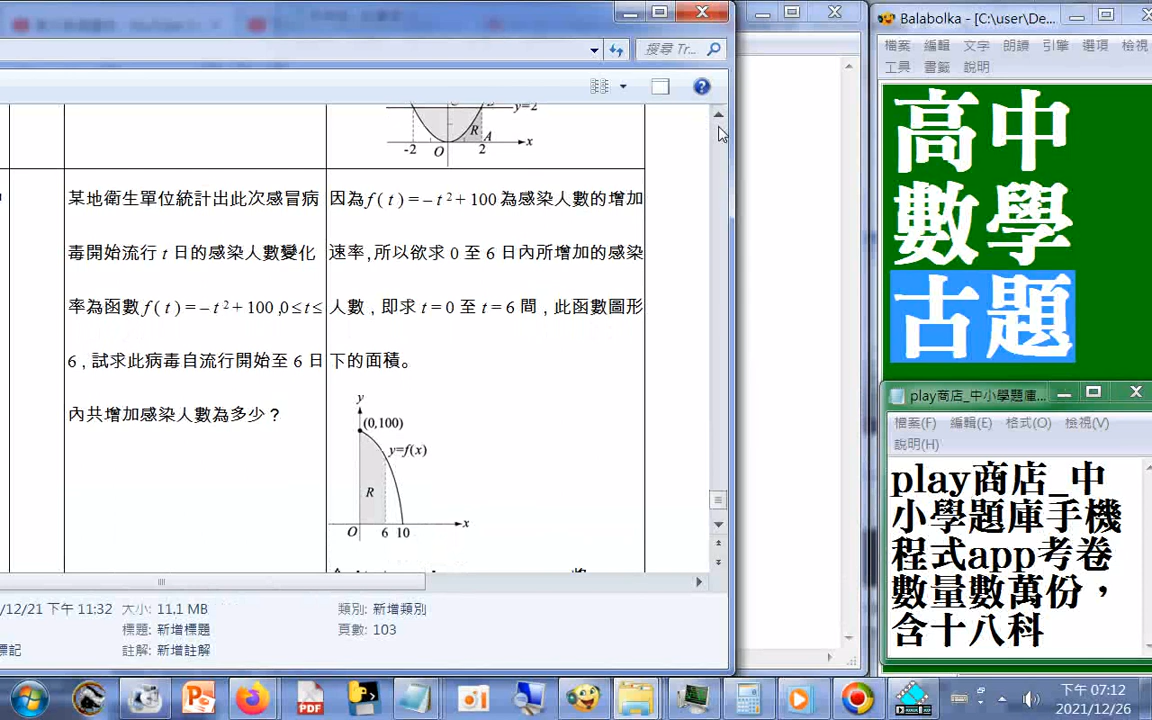 搜尋 Tr...
y=2
R
A
-2
O
2
x
某地衛生單位統計出此次感冒病
毒開始流行 t 日的感染人數變化
率為函數 f ( t ) = – t 2 + 100 ,0 ≤ t ≤
6 , 試求此病毒自流行開始至 6 日
內共增加感染人數為多少？
因為 f ( t ) = – t 2 + 100 為感染人數的增加
速率, 所以欲求 0 至 6 日內所增加的感染
人數 , 即求 t = 0 至 t = 6 間 , 此函數圖形
下的面積。
y
(0,100)
y=f(x)
R
O
6
10
x
/12/21 下午 11:32
大小: 11.1 MB
類別: 新增類別
標題: 新增標題
頁數: 103
標記
註解: 新增註解
Balabolka - [C:\user\De...
檔案 編輯 文字 朗讀 引擎 選項 檢視
工具 書籤 說明
高中
數學
古題
play商店_中小學題庫...
檔案(F) 編輯(E) 格式(O) 檢視(V)
說明(H)
play商店_中
小學題庫手機
程式app考卷
數量數萬份，
含十八科
PDF
下午 07:12
2021/12/26